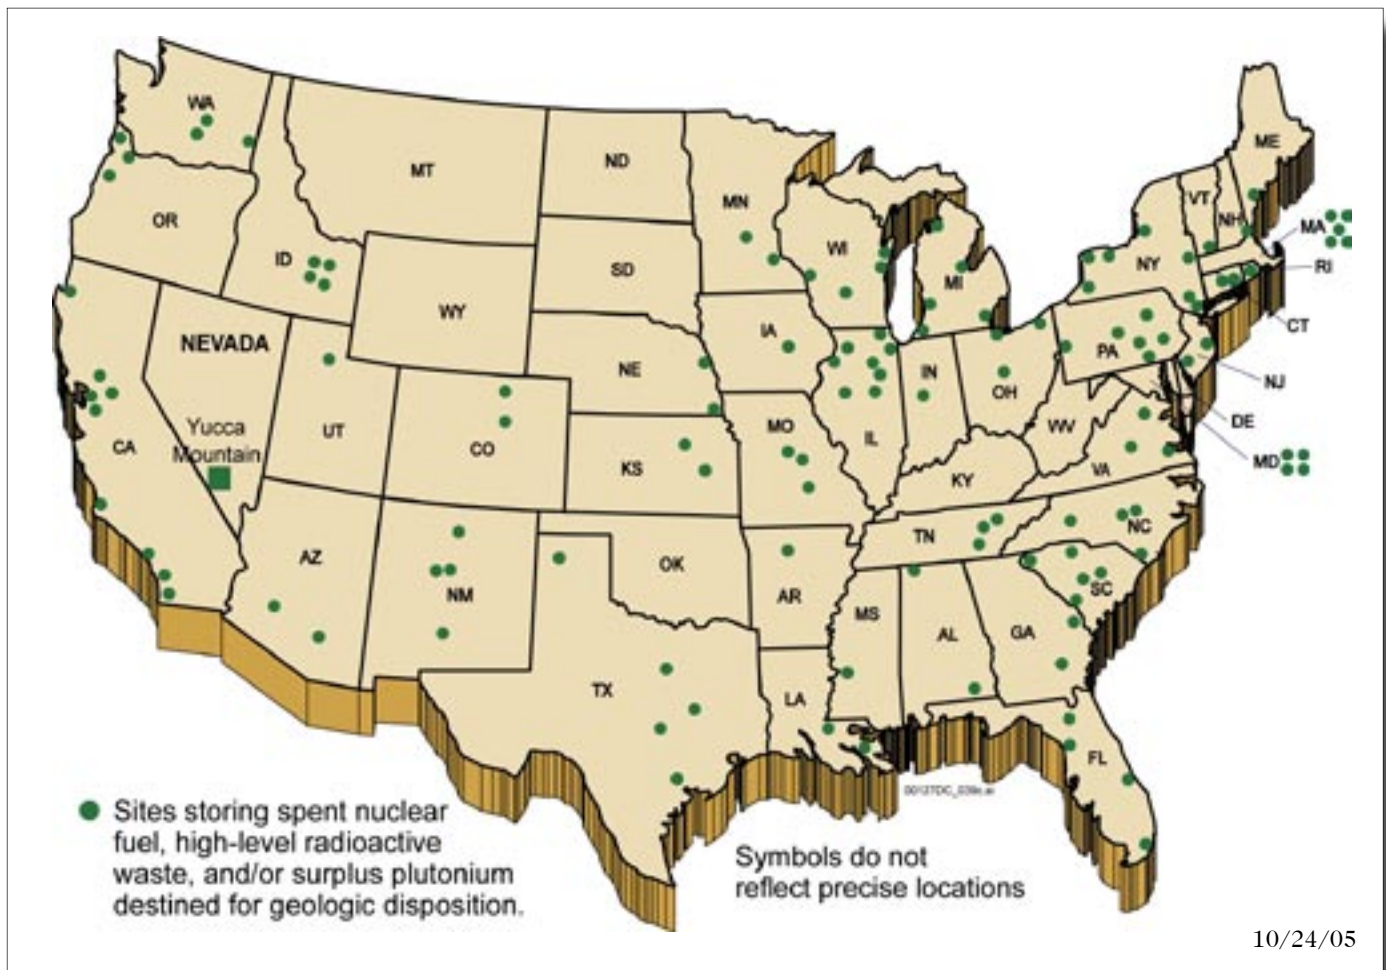 WA
MT
ND
MN
ME
VT
NH
OR
ID
SD
WI
MI
NY
MA
RI
WY
CT
NEVADA
IA
PA
NE
IN
OH
NJ
UT
CO
MO
IL
WV
DE
Yucca
Mountain
CA
KS
KY
VA
MD
AZ
NM
OK
AR
TN
NC
SC
MS
AL
GA
TX
LA
FL
Sites storing spent nuclear
fuel, high-level radioactive
waste, and/or surplus plutonium
destined for geologic disposition.
Symbols do not
reflect precise locations
10/24/05